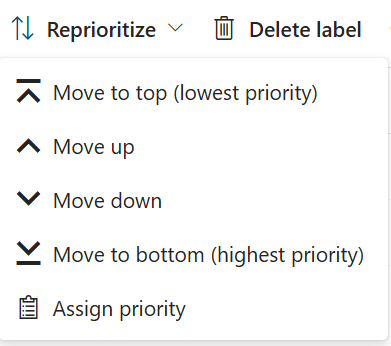 Reprioritize Delete label
Move to top (lowest priority)
Move up
Move down
Move to bottom (highest priority)
Assign priority